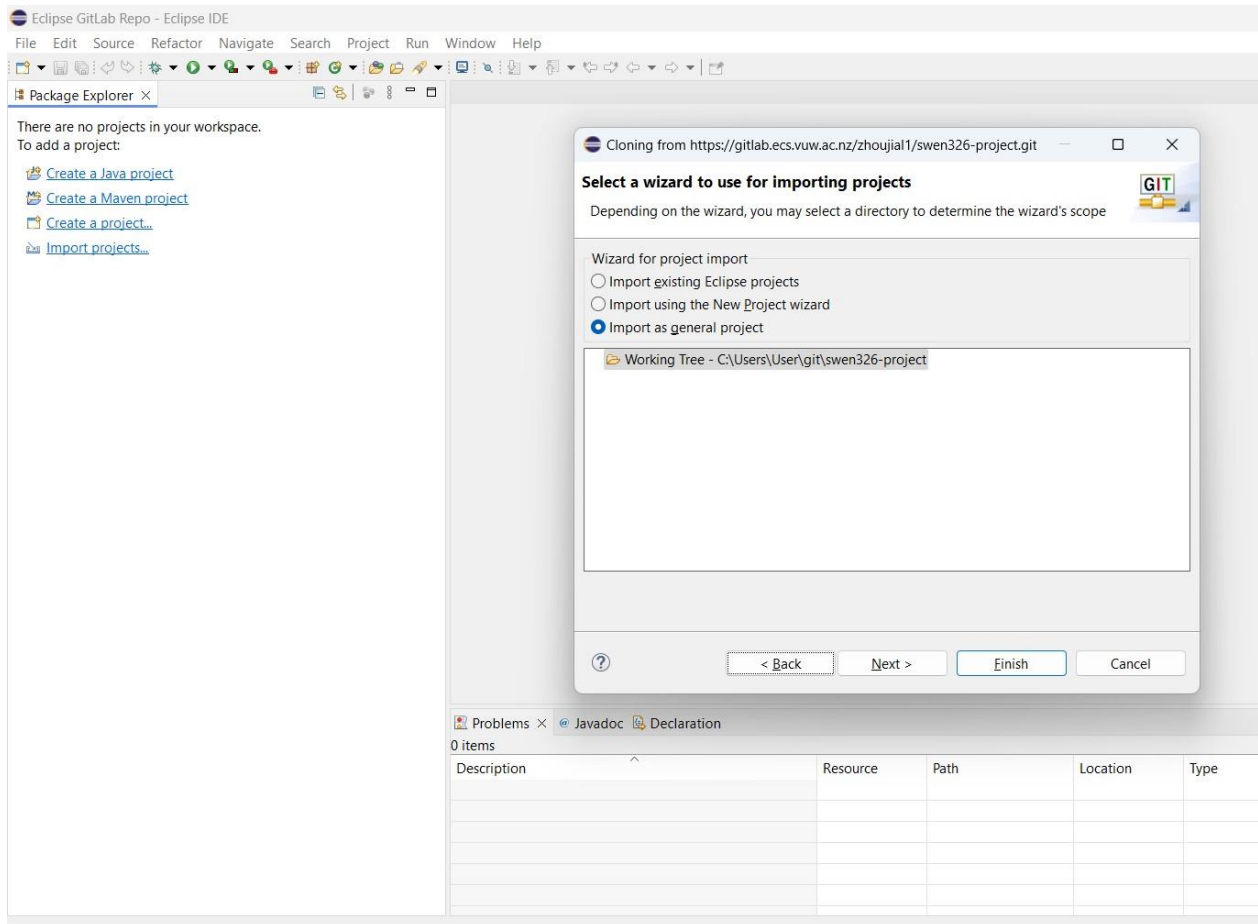 Eclipse GitLab Repo - Eclipse IDE
File Edit Source Refactor Navigate Search Project Run Window Help
Package Explorer
There are no projects in your workspace.
To add a project:
Create a Java project
Create a Maven project
Create a project...
Import projects...
Cloning from https://gitlab.ecs.vuw.ac.nz/zhoujial1/swen326-project.git
Select a wizard to use for importing projects
GIT
Depending on the wizard, you may select a directory to determine the wizard's scope
Wizard for project import
Import existing Eclipse projects
Import using the New Project wizard
Import as general project
Working Tree - C:\Users\User\git\swen326-project
< Back Next > Finish Cancel
Problems Javadoc Declaration
0 items
Description Resource Path Location Type